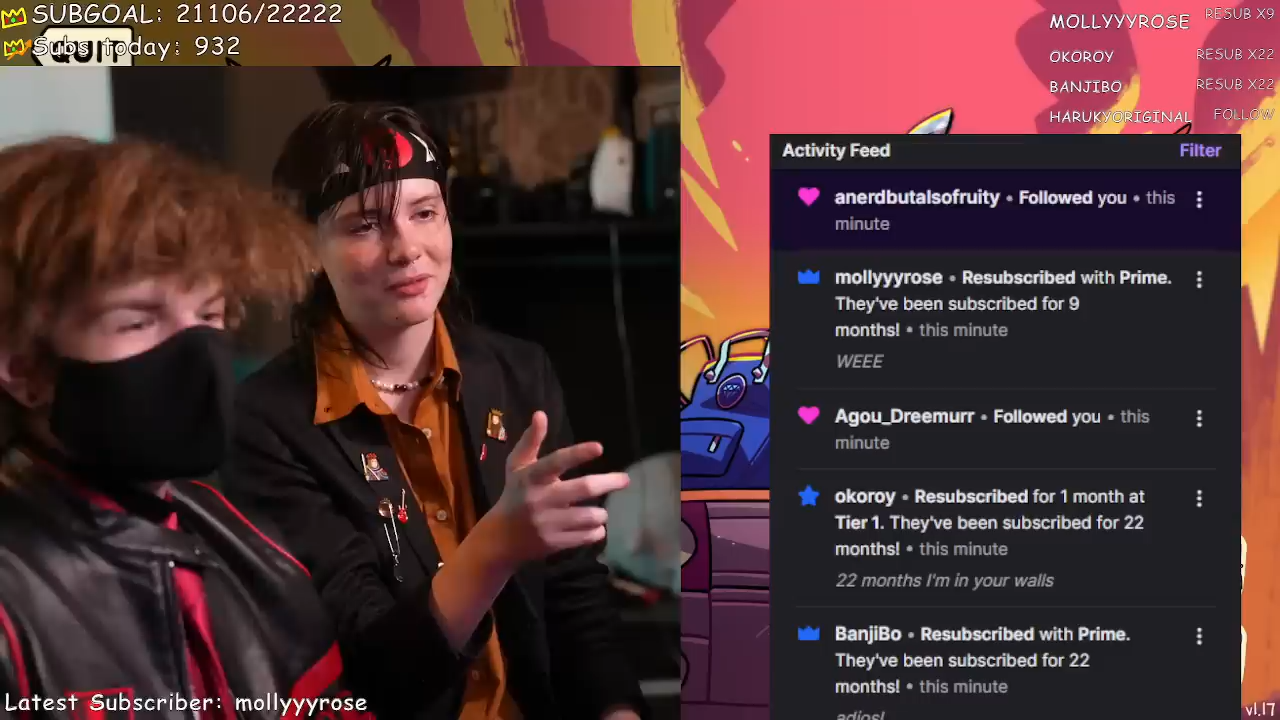 SUBGOAL: 21106/22222
Subs today: 932
QUIT
MOLLYYYROSE RESUB X9
OKOROY RESUB X22
BANJIBO RESUB X22
HARUKYORIGINAL FOLLOW
Activity Feed Filter
anerdbutalsofruity • Followed you • this
minute
mollyyyrose • Resubscribed with Prime.
They've been subscribed for 9
months! • this minute
WEEE
Agou_Dreemurr • Followed you • this
minute
okoroy • Resubscribed for 1 month at
Tier 1. They've been subscribed for 22
months! • this minute
22 months I'm in your walls
BanjiBo • Resubscribed with Prime.
They've been subscribed for 22
months! • this minute
adios!
Latest Subscriber: mollyyyrose
v1.17